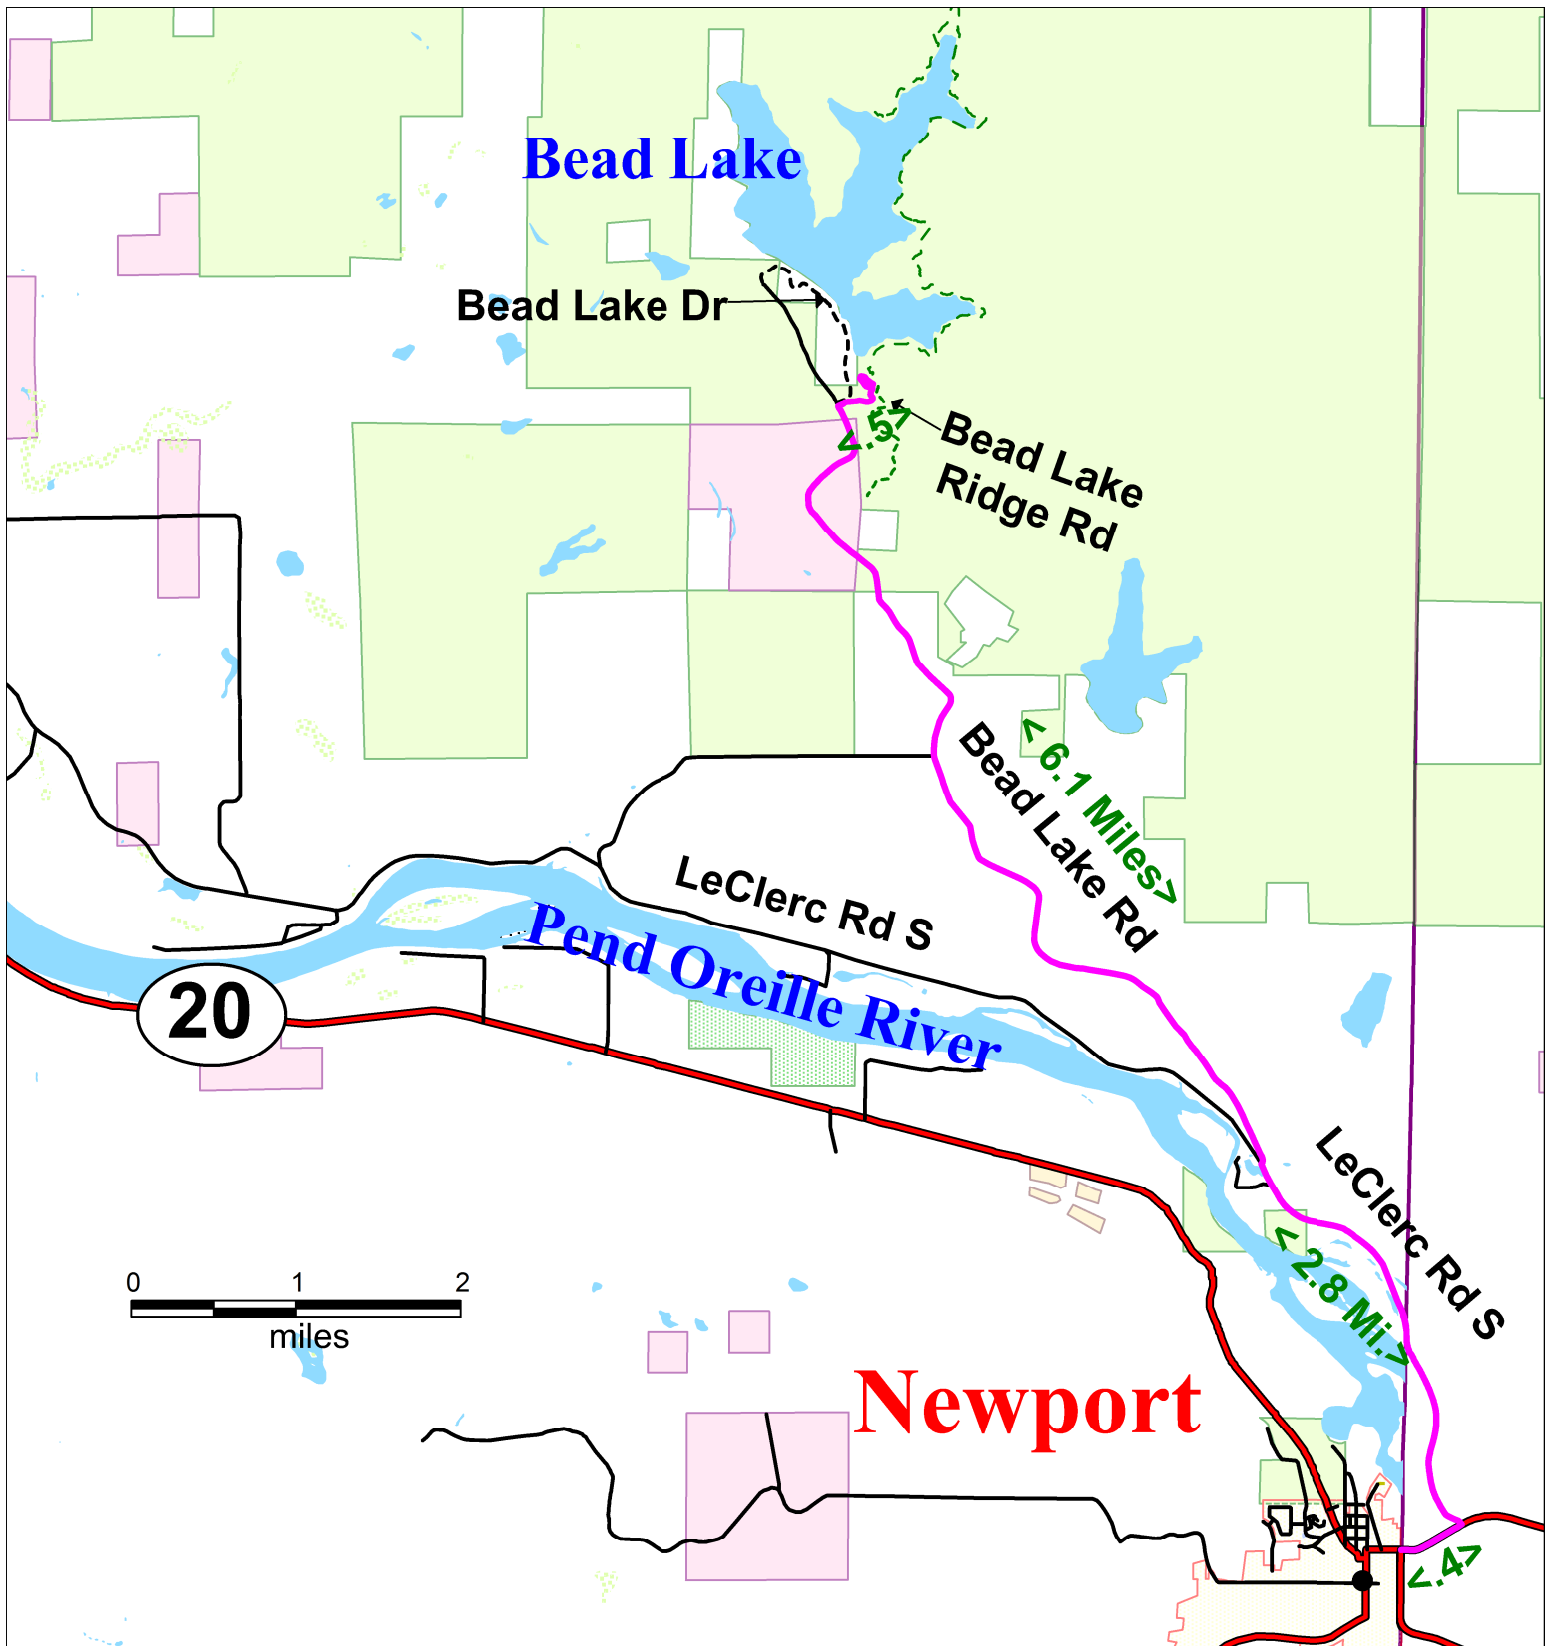 Bead Lake
Bead Lake Dr
<.5>
Bead Lake
Ridge Rd
< 6.1 Miles>
Bead Lake Rd
LeClerc Rd S
Pend Oreille River
20
LeClerc Rd S
< 2.8 Mi.>
0 1 2
miles
Newport
<.4>